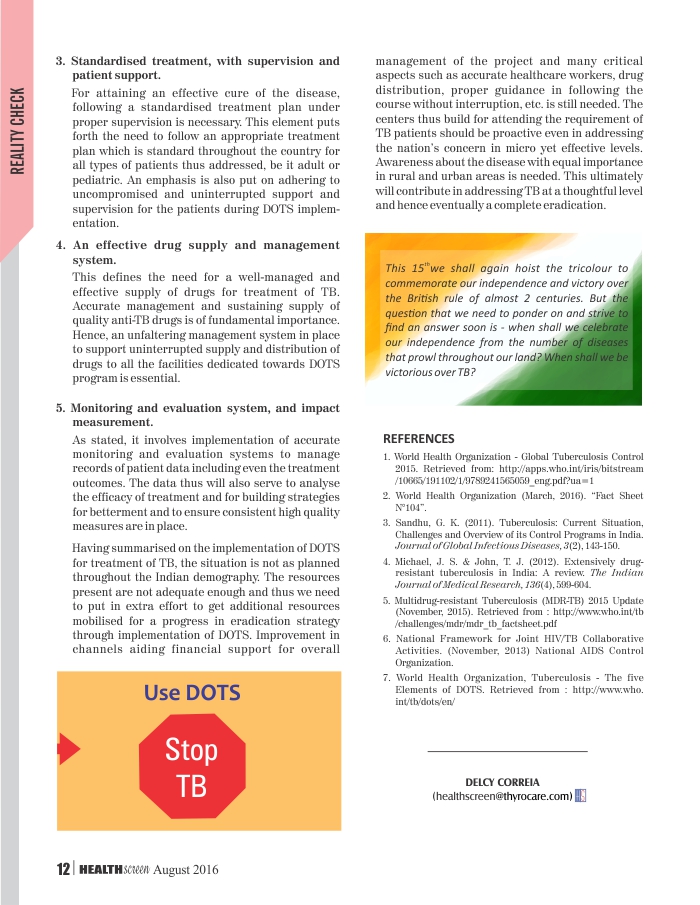 REALITY CHECK
3. Standardised treatment, with supervision and
patient support.
For attaining an effective cure of the disease,
following a standardised treatment plan under
proper supervision is necessary. This element puts
forth the need to follow an appropriate treatment
plan which is standard throughout the country for
all types of patients thus addressed, be it adult or
pediatric. An emphasis is also put on adhering to
uncompromised and uninterrupted support and
supervision for the patients during DOTS implem-
entation.
4. An effective drug supply and management
system.
This defines the need for a well-managed and
effective supply of drugs for treatment of TB.
Accurate management and sustaining supply of
quality anti-TB drugs is of fundamental importance.
Hence, an unfaltering management system in place
to support uninterrupted supply and distribution of
drugs to all the facilities dedicated towards DOTS
program is essential.
5. Monitoring and evaluation system, and impact
measurement.
As stated, it involves implementation of accurate
monitoring and evaluation systems to manage
records of patient data including even the treatment
outcomes. The data thus will also serve to analyse
the efficacy of treatment and for building strategies
for betterment and to ensure consistent high quality
measures are in place.
Having summarised on the implementation of DOTS
for treatment of TB, the situation is not as planned
throughout the Indian demography. The resources
present are not adequate enough and thus we need
to put in extra effort to get additional resources
mobilised for a progress in eradication strategy
through implementation of DOTS. Improvement in
channels aiding financial support for overall
Use DOTS
Stop
TB
management of the project and many critical
aspects such as accurate healthcare workers, drug
distribution, proper guidance in following the
course without interruption, etc. is still needed. The
centers thus build for attending the requirement of
TB patients should be proactive even in addressing
the nation's concern in micro yet effective levels.
Awareness about the disease with equal importance
in rural and urban areas is needed. This ultimately
will contribute in addressing TB at a thoughtful level
and hence eventually a complete eradication.
This 15th we shall again hoist the tricolour to
commemorate our independence and victory over
the British rule of almost 2 centuries. But the
question that we need to ponder on and strive to
find an answer soon is - when shall we celebrate
our independence from the number of diseases
that prowl throughout our land? When shall we be
victorious over TB?
REFERENCES
1. World Health Organization - Global Tuberculosis Control
2015. Retrieved from: http://apps.who.int/iris/bitstream
/10665/191102/1/9789241565059_eng.pdf?ua=1
2. World Health Organization (March, 2016). “Fact Sheet
N°104”.
3. Sandhu, G. K. (2011). Tuberculosis: Current Situation,
Challenges and Overview of its Control Programs in India.
Journal of Global Infectious Diseases, 3(2), 143-150.
4. Michael, J. S. & John, T. J. (2012). Extensively drug-
resistant tuberculosis in India: A review. The Indian
Journal of Medical Research, 136(4), 599-604.
5. Multidrug-resistant Tuberculosis (MDR-TB) 2015 Update
(November, 2015). Retrieved from : http://www.who.int/tb
/challenges/mdr/mdr_tb_factsheet.pdf
6. National Framework for Joint HIV/TB Collaborative
Activities. (November, 2013) National AIDS Control
Organization.
7. World Health Organization, Tuberculosis - The five
Elements of DOTS. Retrieved from : http://www.who.
int/tb/dots/en/
DELCY CORREIA
(healthscreen@thyrocare.com)
12 HEALTHscreen August 2016